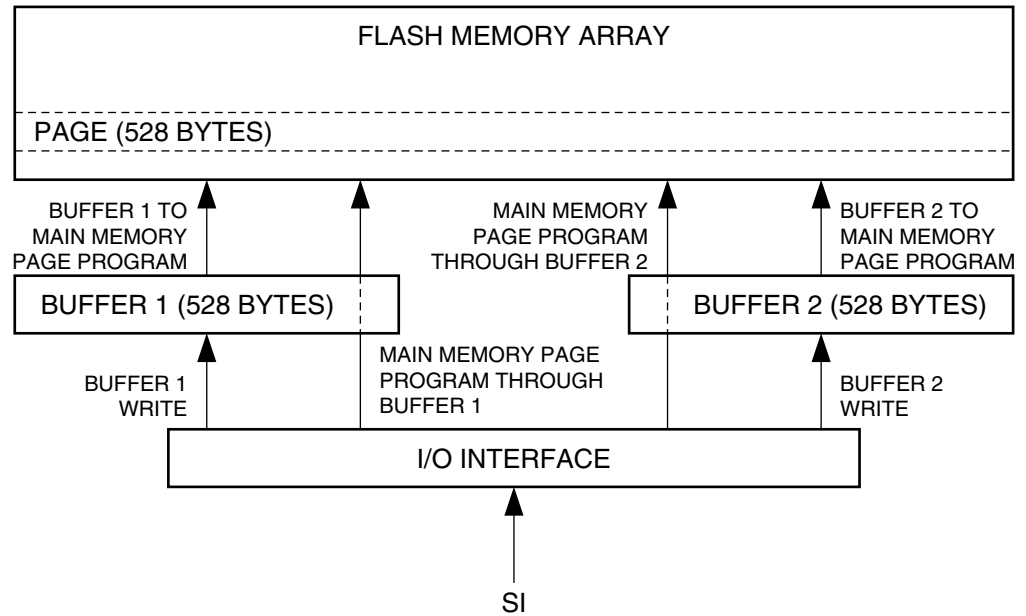 FLASH MEMORY ARRAY
PAGE (528 BYTES)
BUFFER 1 TO
MAIN MEMORY
PAGE PROGRAM
MAIN MEMORY
PAGE PROGRAM
THROUGH BUFFER 2
BUFFER 2 TO
MAIN MEMORY
PAGE PROGRAM
BUFFER 1 (528 BYTES)
BUFFER 2 (528 BYTES)
BUFFER 1
WRITE
MAIN MEMORY PAGE
PROGRAM THROUGH
BUFFER 1
BUFFER 2
WRITE
I/O INTERFACE
SI